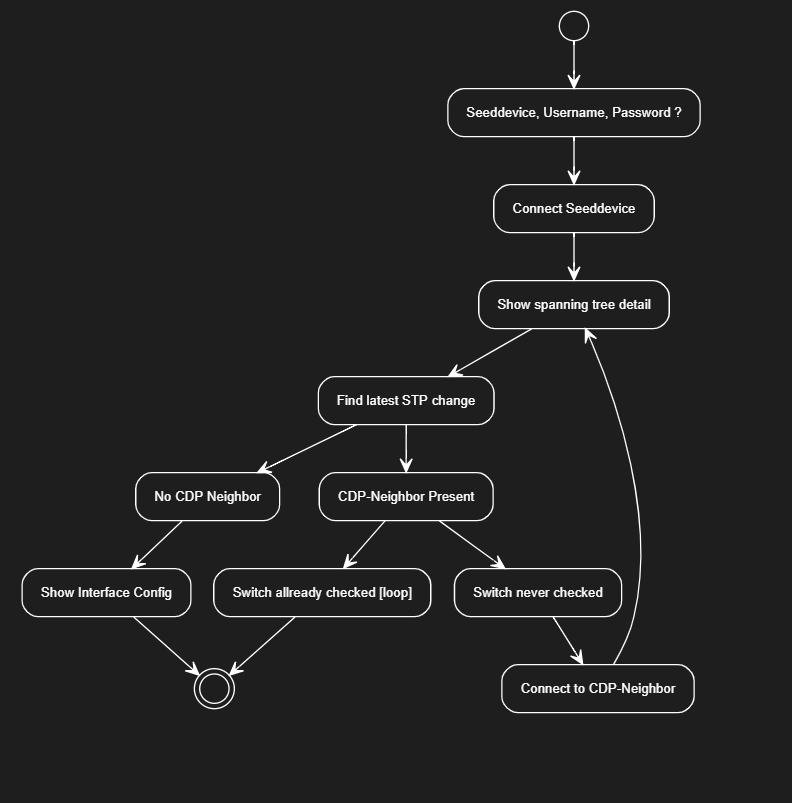 Seeddevice, Username, Password ?
Connect Seeddevice
Show spanning tree detail
Find latest STP change
No CDP Neighbor
CDP-Neighbor Present
Show Interface Config
Switch allready checked [loop]
Switch never checked
Connect to CDP-Neighbor